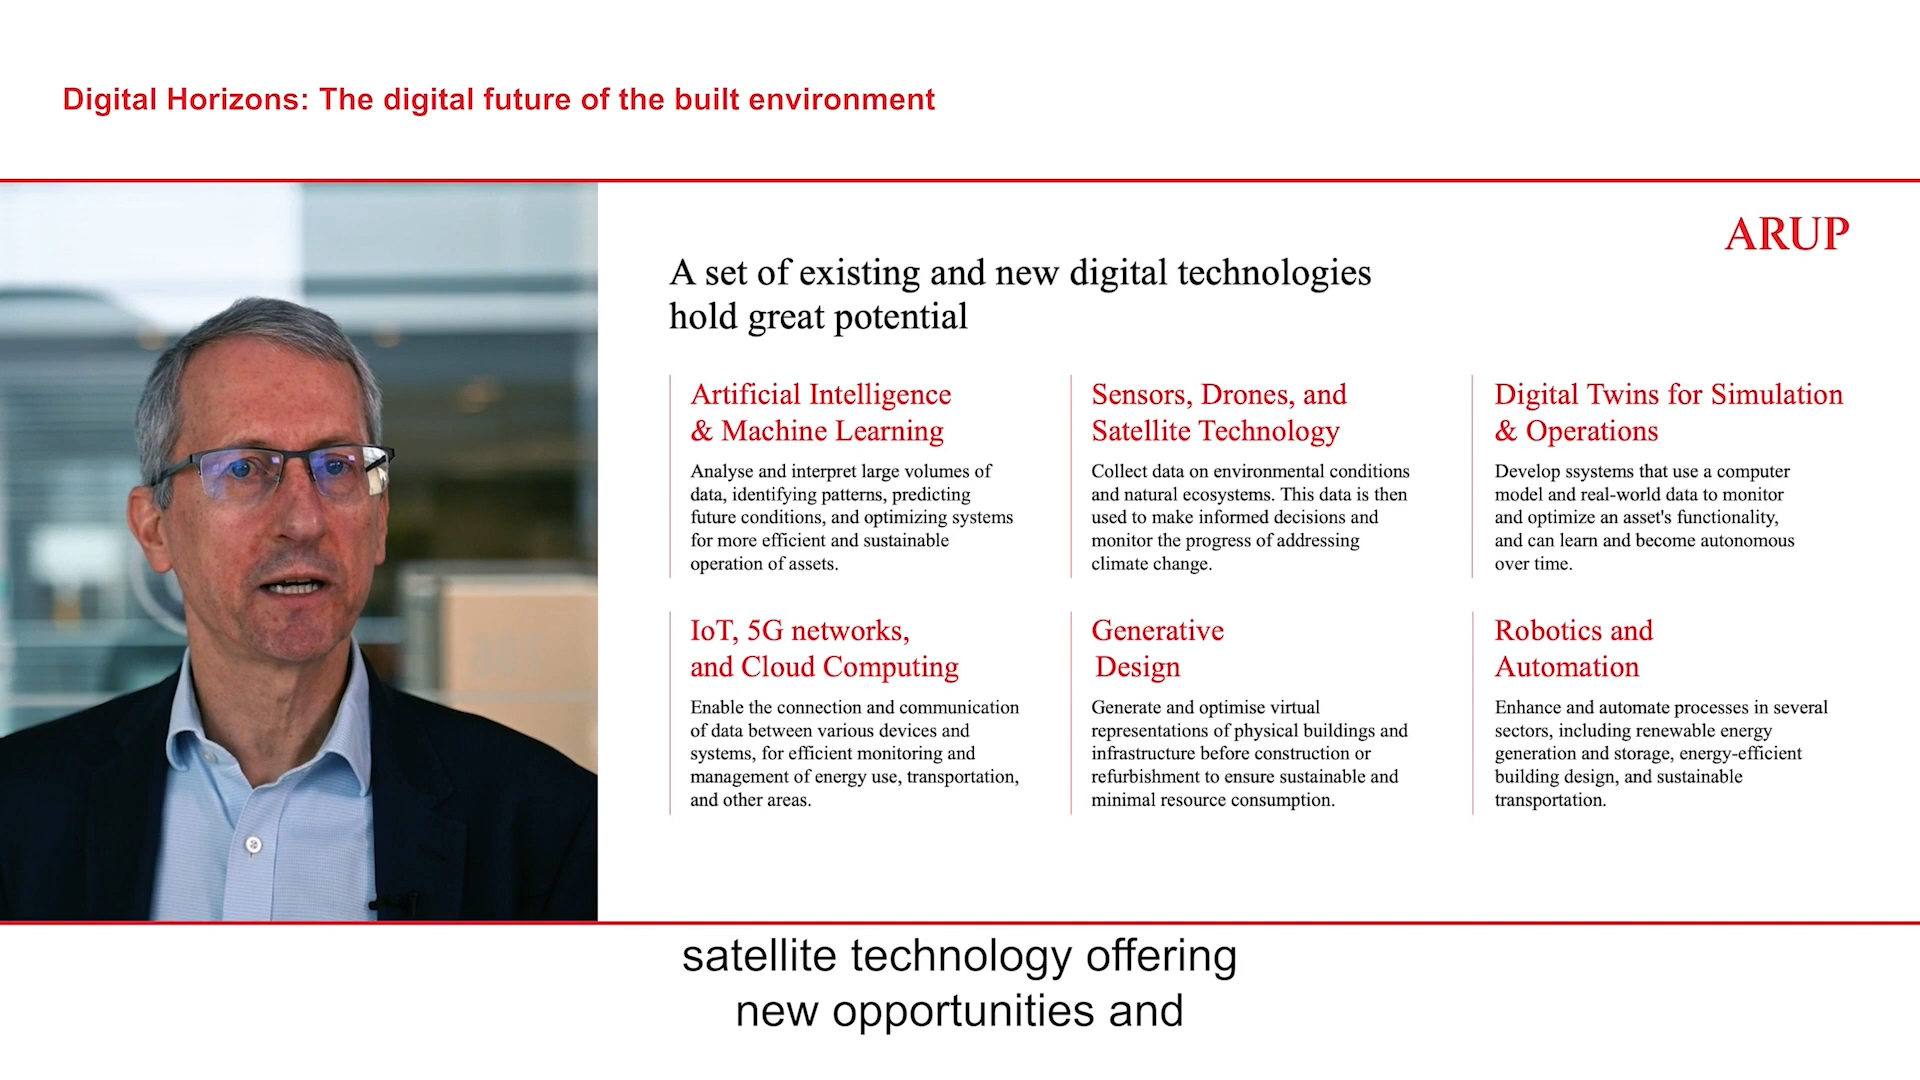 Digital Horizons: The digital future of the built environment
ARUP
A set of existing and new digital technologies
hold great potential
Artificial Intelligence
& Machine Learning
Analyse and interpret large volumes of
data, identifying patterns, predicting
future conditions, and optimizing systems
for more efficient and sustainable
operation of assets.
Sensors, Drones, and
Satellite Technology
Collect data on environmental conditions
and natural ecosystems. This data is then
used to make informed decisions and
monitor the progress of addressing
climate change.
Digital Twins for Simulation
& Operations
Develop ssystems that use a computer
model and real-world data to monitor
and optimize an asset's functionality,
and can learn and become autonomous
over time.
IoT, 5G networks,
and Cloud Computing
Enable the connection and communication
of data between various devices and
systems, for efficient monitoring and
management of energy use, transportation,
and other areas.
Generative
Design
Generate and optimise virtual
representations of physical buildings and
infrastructure before construction or
refurbishment to ensure sustainable and
minimal resource consumption.
Robotics and
Automation
Enhance and automate processes in several
sectors, including renewable energy
generation and storage, energy-efficient
building design, and sustainable
transportation.
satellite technology offering
new opportunities and